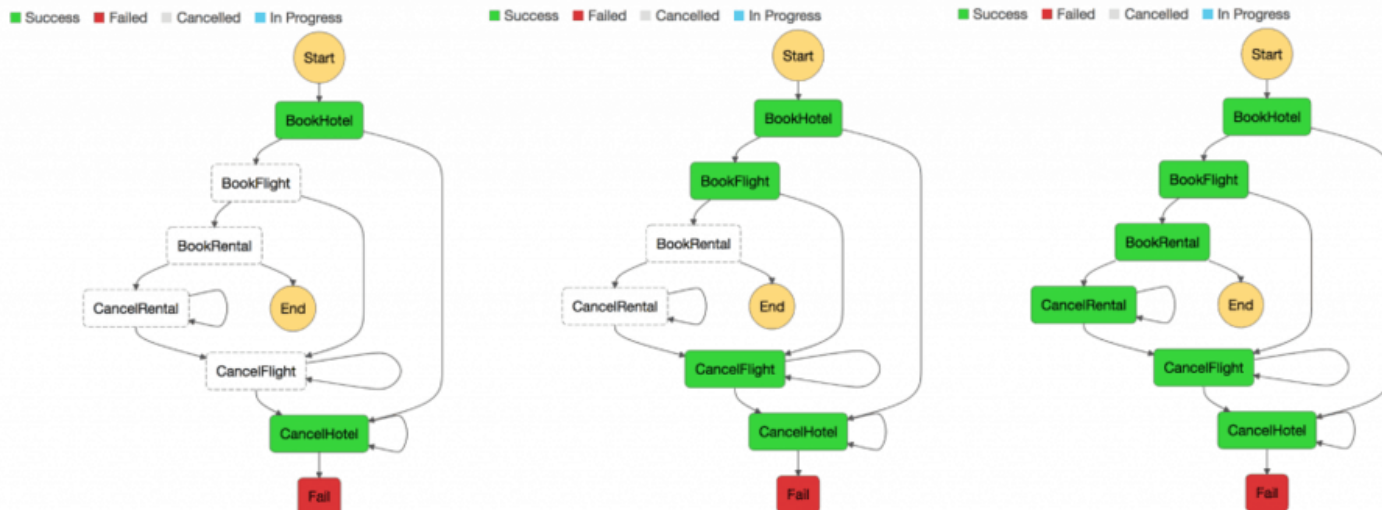 Success Failed Cancelled In Progress
Start
BookHotel
BookFlight
BookRental
CancelRental
End
CancelFlight
CancelHotel
Fail
Success Failed Cancelled In Progress
Start
BookHotel
BookFlight
BookRental
CancelRental
End
CancelFlight
CancelHotel
Fail
Success Failed Cancelled In Progress
Start
BookHotel
BookFlight
BookRental
CancelRental
End
CancelFlight
CancelHotel
Fail